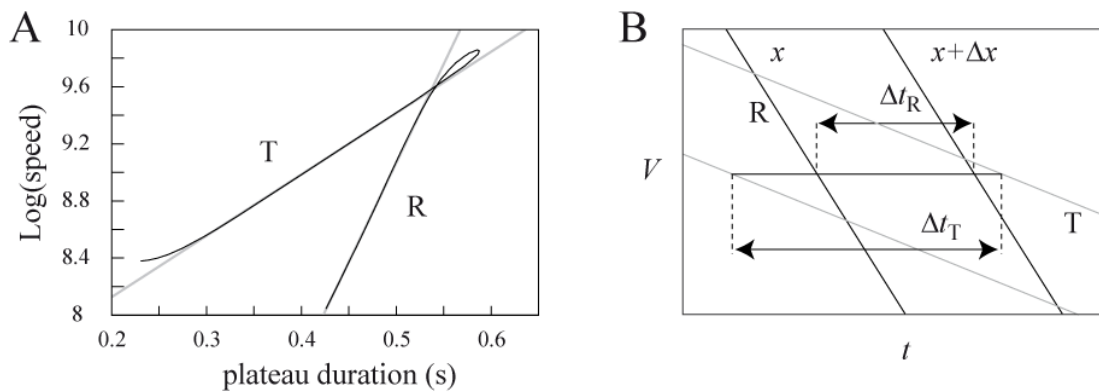 A
Log(speed)
10
9.6
9.2
8.8
8.4
8
T
R
0.2
0.3
0.4
0.5
0.6
plateau duration (s)
B
x
x+Δx
R
Δt_R
V
Δt_T
T
t